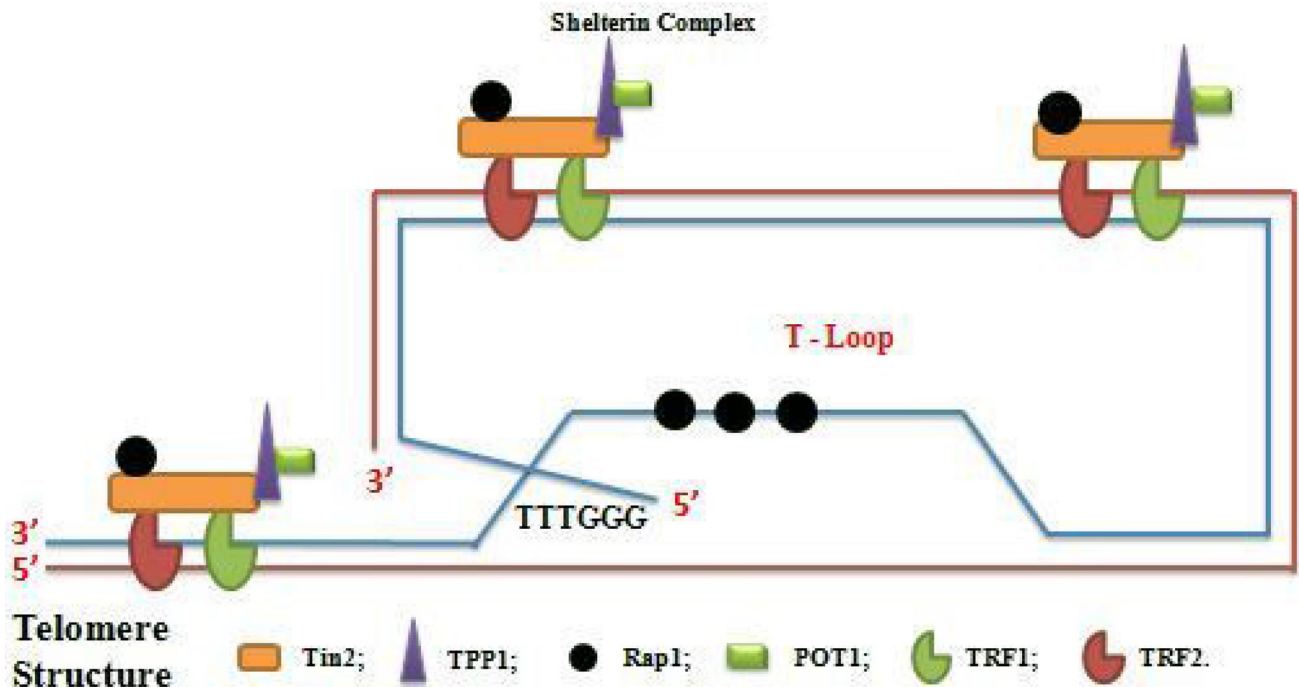 Shelterin Complex
T - Loop
3’
5’
TTTGGG
3’
5’
Telomere
Structure
Tin2; TPP1; Rap1; POT1; TRF1; TRF2.